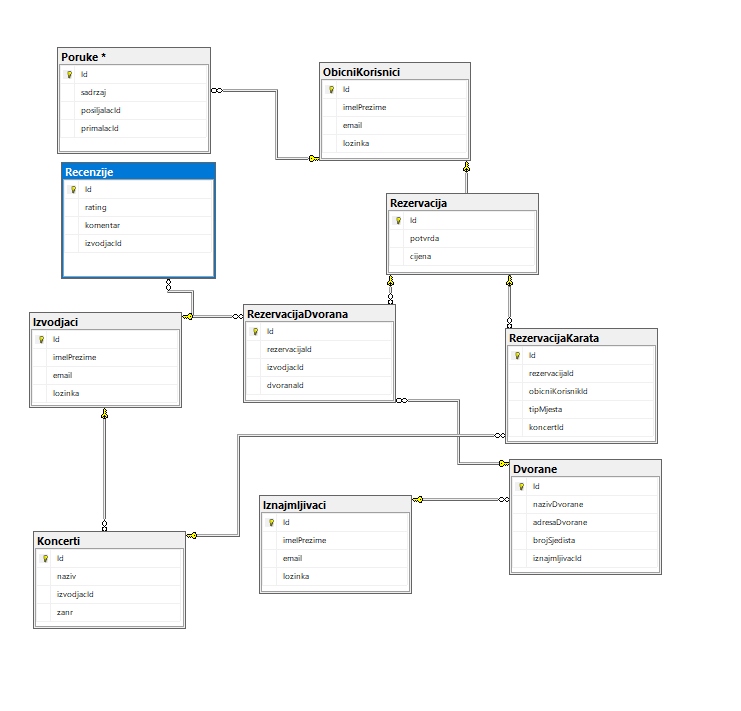 Poruke *
Id
sadrzaj
posiljalacId
primalacId
ObicniKorisnici
Id
imeIPrezime
email
lozinka
Recenzije
Id
rating
komentar
izvodjacId
Rezervacija
Id
potvrda
cijena
Izvodjaci
Id
imeIPrezime
email
lozinka
RezervacijaDvorana
Id
rezervacijaId
izvodjacId
dvoranaId
RezervacijaKarata
Id
rezervacijaId
obicniKorisnikId
tipMjesta
koncertId
Dvorane
Id
nazivDvorane
adresaDvorane
brojSjedista
iznajmljivacId
Iznajmljivaci
Id
imeIPrezime
email
lozinka
Koncerti
Id
naziv
izvodjacId
zanr